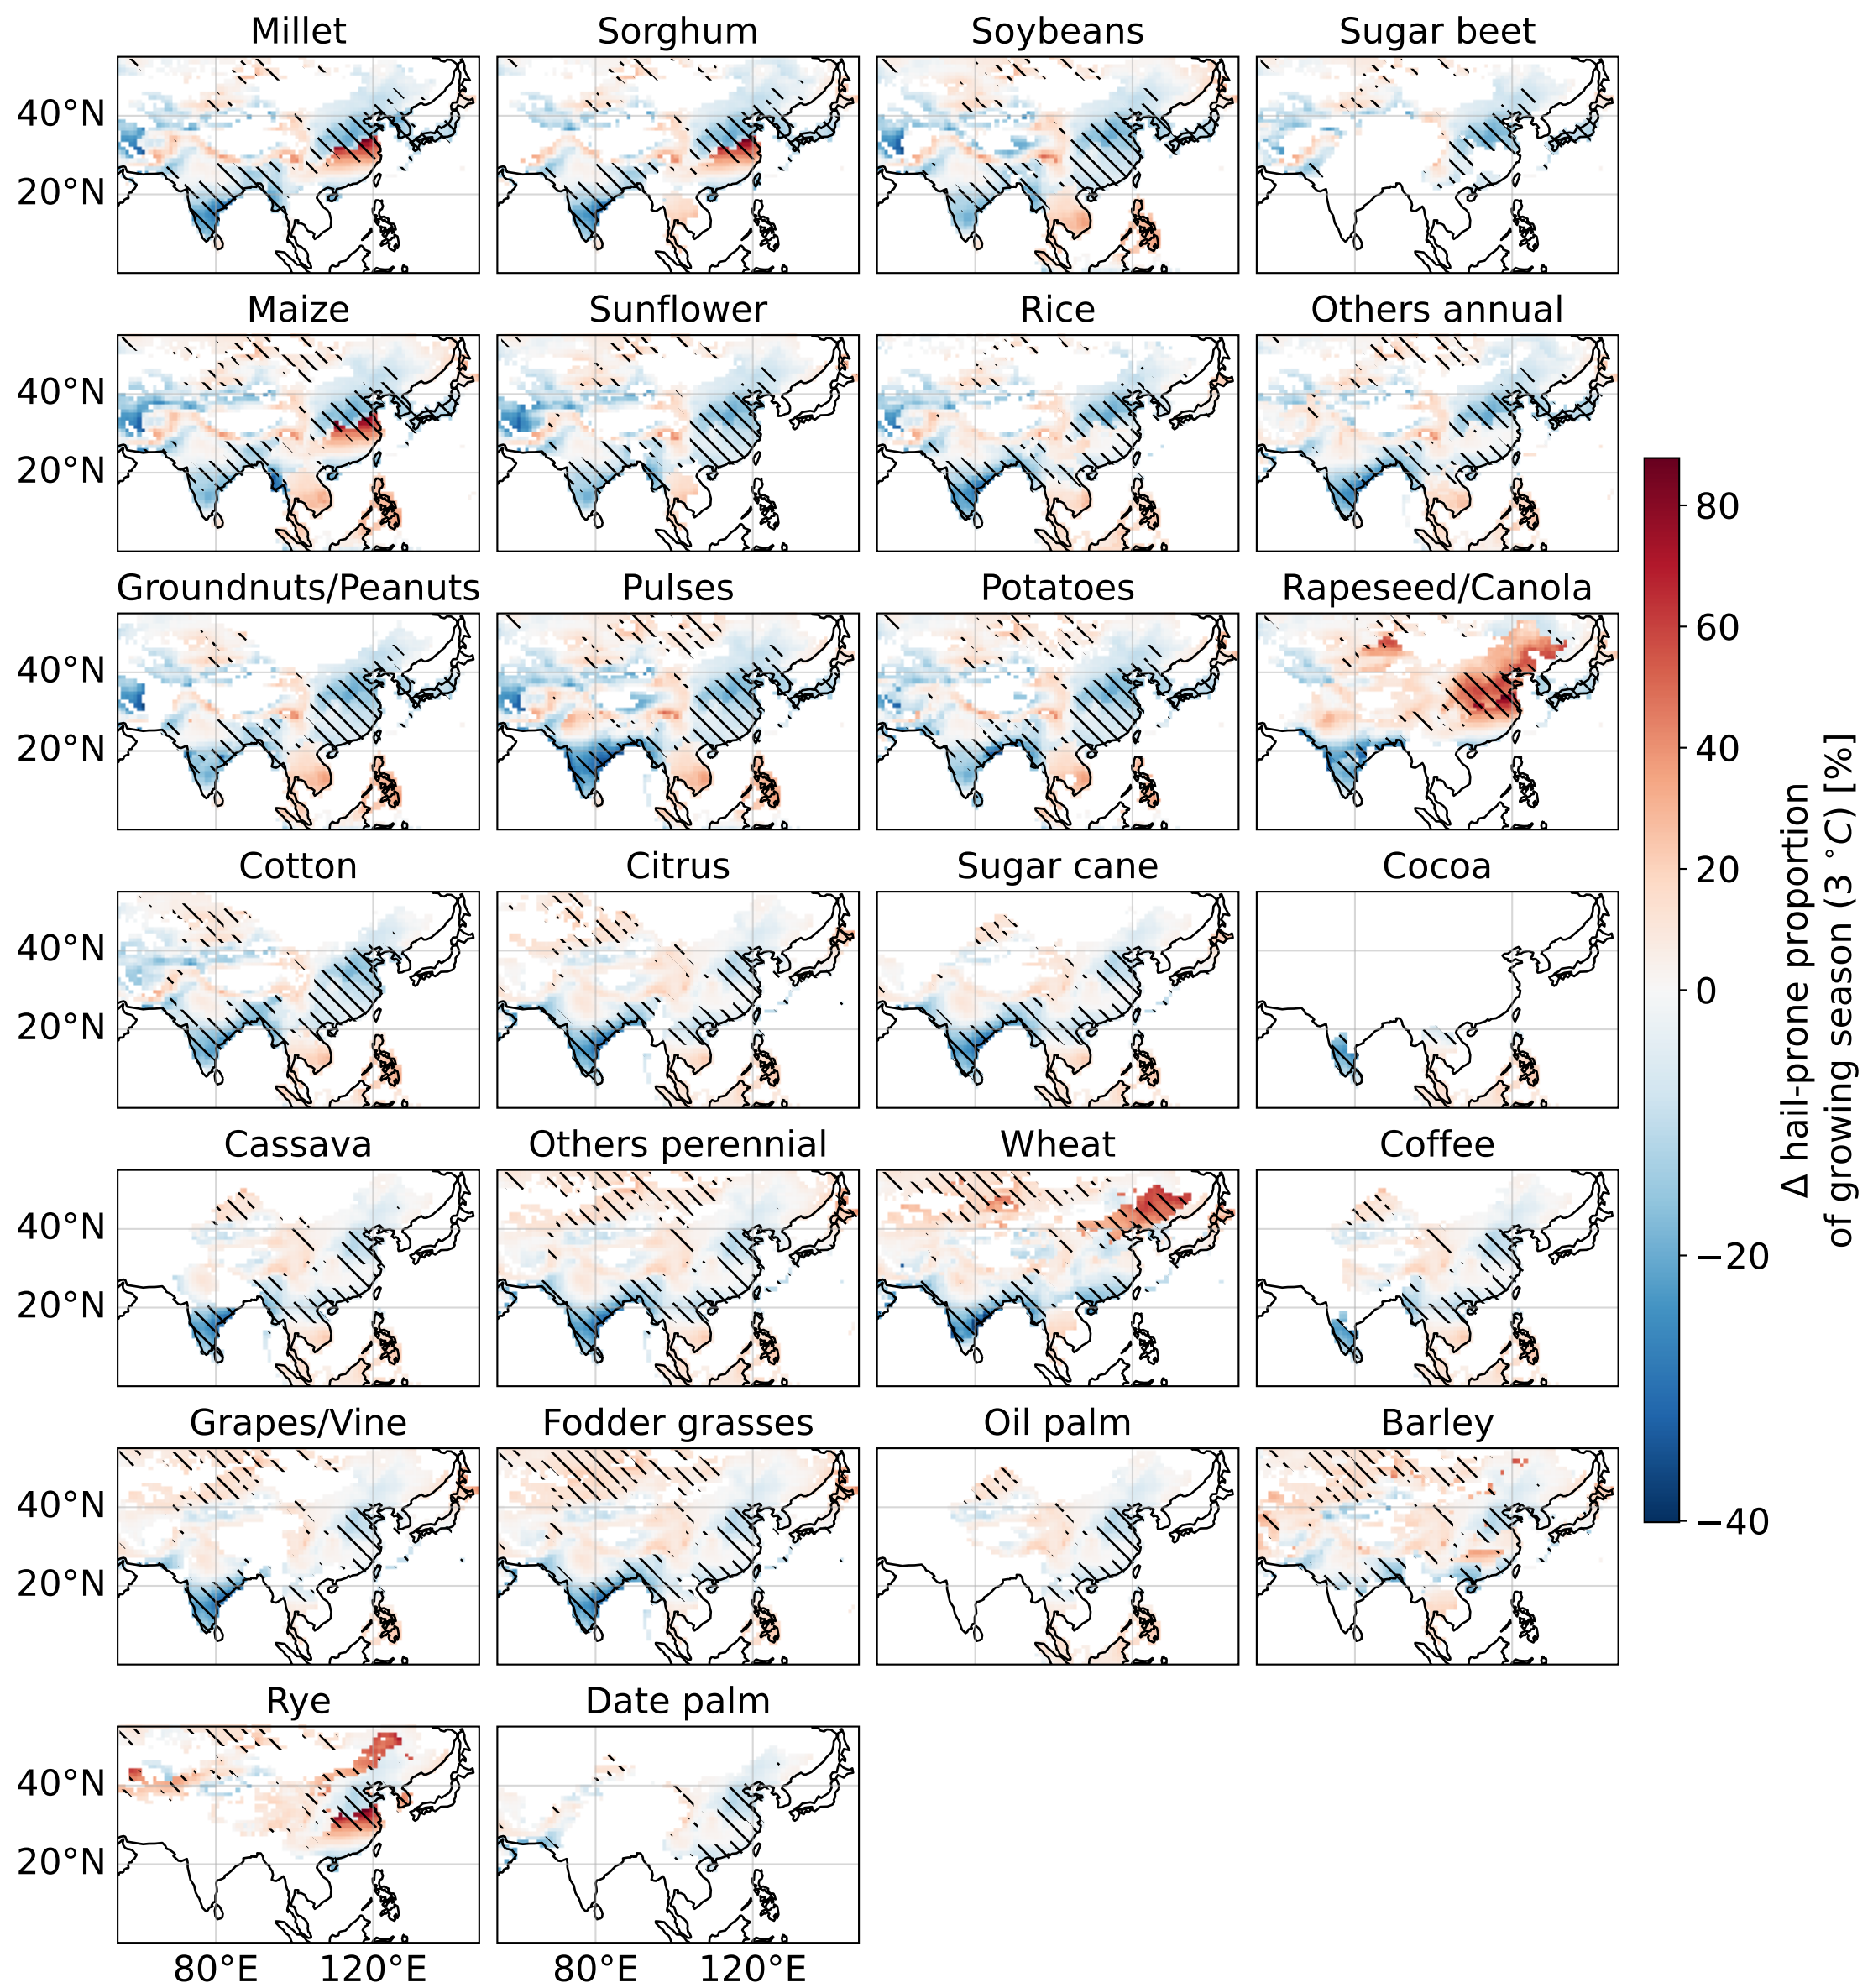 Millet
Sorghum
Soybeans
Sugar beet
40°N
20°N
Maize
Sunflower
Rice
Others annual
40°N
20°N
Groundnuts/Peanuts
Pulses
Potatoes
Rapeseed/Canola
40°N
20°N
Cotton
Citrus
Sugar cane
Cocoa
40°N
20°N
Cassava
Others perennial
Wheat
Coffee
40°N
20°N
Grapes/Vine
Fodder grasses
Oil palm
Barley
40°N
20°N
Rye
Date palm
40°N
20°N
80°E
120°E
80°E
120°E
80
60
40
20
0
−20
−40
Δ hail-prone proportion
of growing season (3 °C) [%]